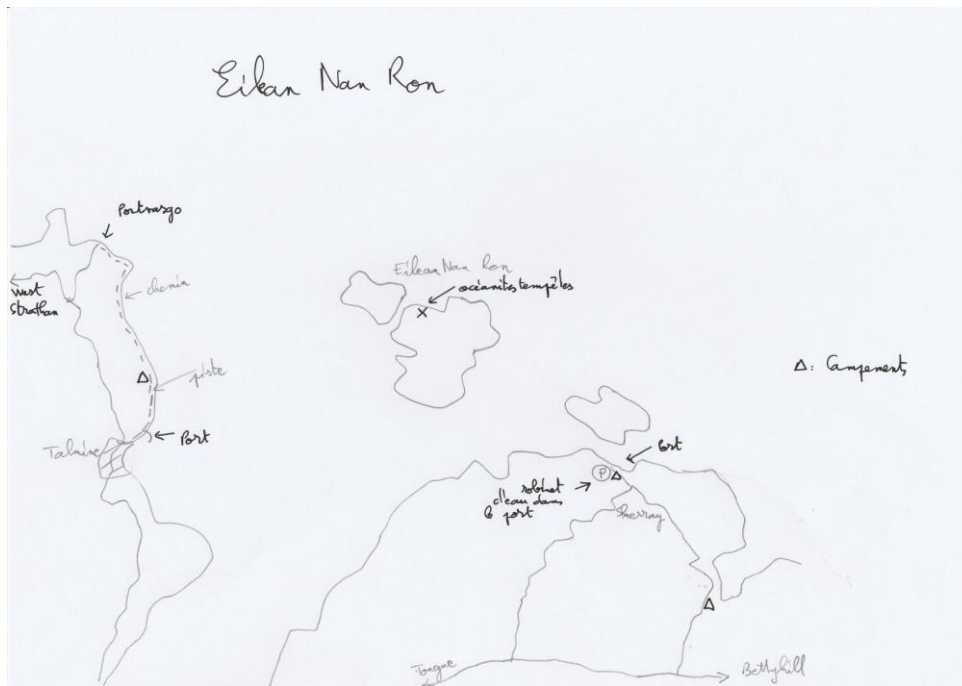 Eilean Nan Ron
Portvasgo
Eilean Nan Ron
océanites tempêtes
chemin
west
Strathan
Δ: Campements
piste
Port
Talmine
Port
P
robinet
d'eau dans
le port
Skerray
Tongue
Bettyhill